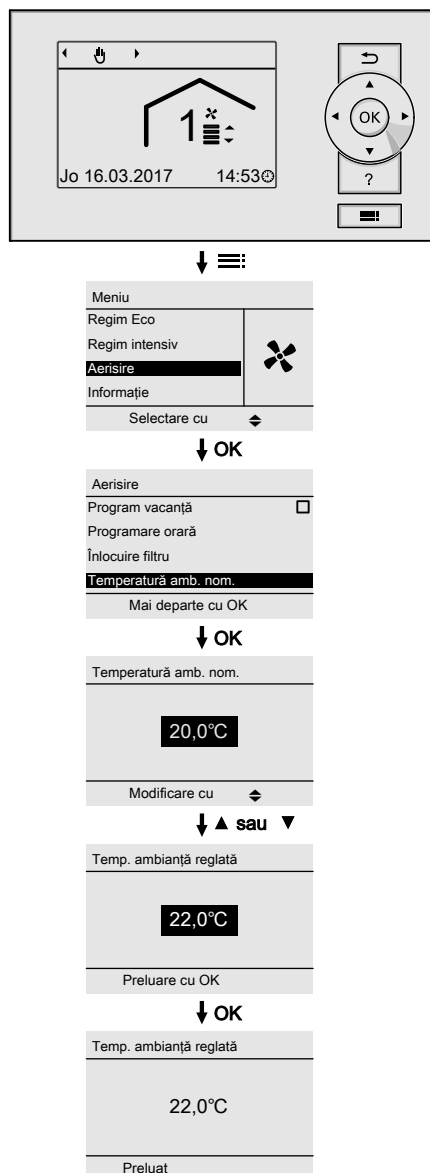 1
Jo 16.03.2017 14:53
OK
?
Meniu
Regim Eco
Regim intensiv
Aerisire
Informație
Selectare cu
OK
Aerisire
Program vacanță
Programare orară
Înlocuire filtru
Temperatură amb. nom.
Mai departe cu OK
OK
Temperatură amb. nom.
20,0°C
Modificare cu
sau
Temp. ambianță reglată
22,0°C
Preluare cu OK
OK
Temp. ambianță reglată
22,0°C
Preluat